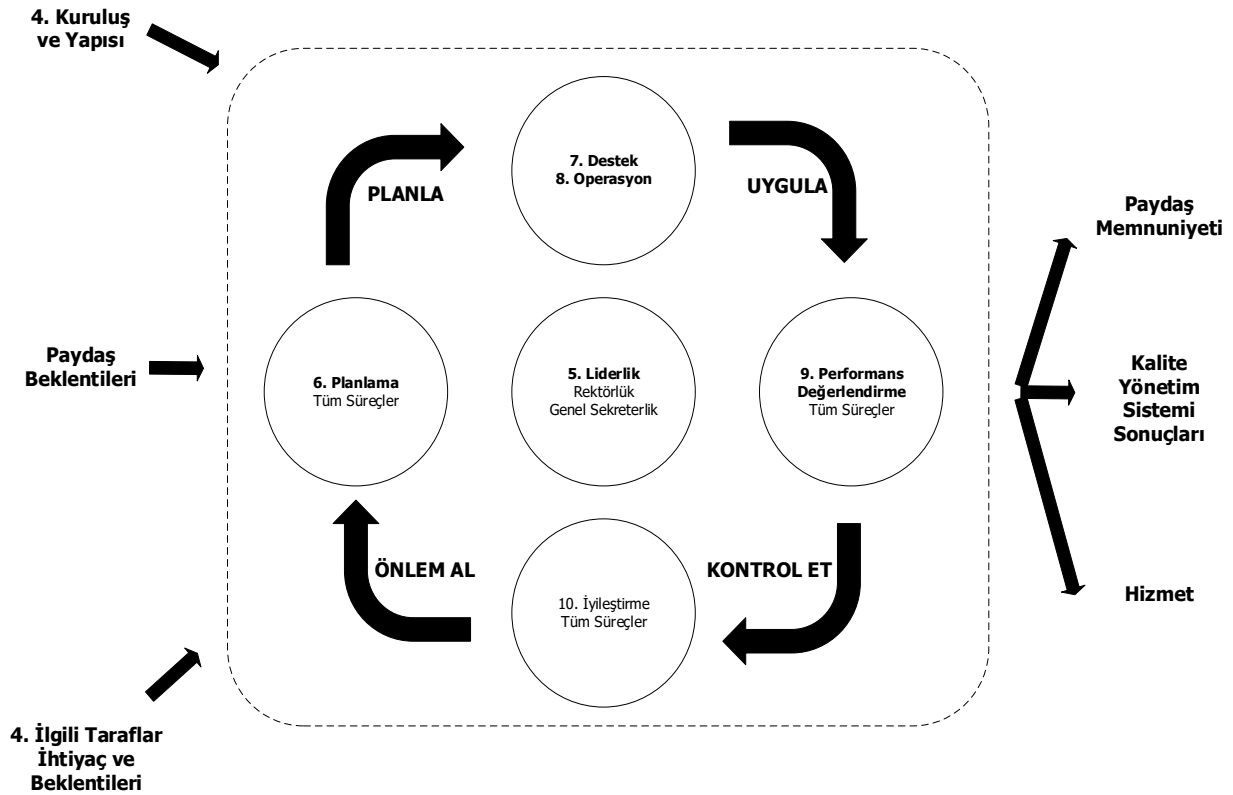 4. Kuruluş
ve Yapısı
7. Destek
8. Operasyon
PLANLA
UYGULA
Paydaş
Memnuniyeti
Paydaş
Beklentileri
6. Planlama
Tüm Süreçler
5. Liderlik
Rektörlük
Genel Sekreterlik
9. Performans
Değerlendirme
Tüm Süreçler
Kalite
Yönetim
Sistemi
Sonuçları
ÖNLEM AL
KONTROL ET
10. İyileştirme
Tüm Süreçler
Hizmet
4. İlgili Taraflar
İhtiyaç ve
Beklentileri